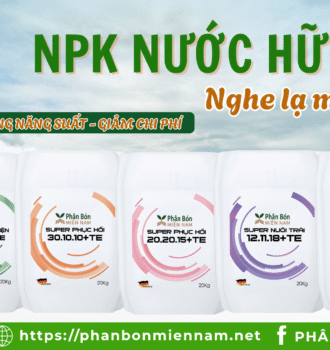 NPK NƯỚC HỮ
Nghe lạ m
NG NĂNG SUẤT - GIẢM CHI PHÍ
Phân Bón
MIỀN NAM
SUPER PHỤC HỒI
30.10.10+TE
20Kg
Phân Bón
MIỀN NAM
SUPER PHỤC HỒI
20.20.15+TE
20Kg
Phân Bón
MIỀN NAM
SUPER NUÔI TRÁI
12.11.18+TE
20Kg
https://phanbonmiennam.net
f PHÂ